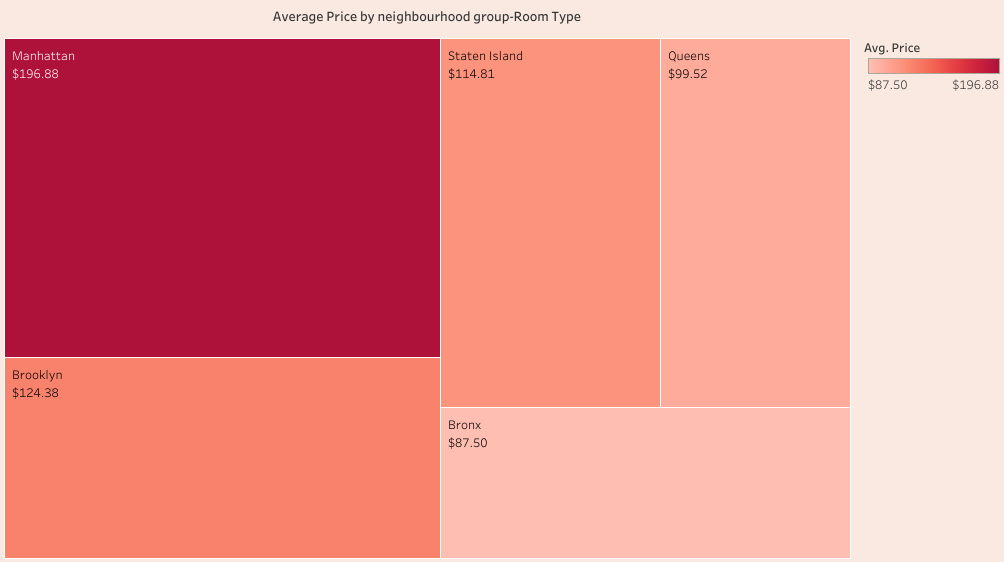 Average Price by neighbourhood group-Room Type
Manhattan
$196.88
Staten Island
$114.81
Queens
$99.52
Avg. Price
$87.50 $196.88
Brooklyn
$124.38
Bronx
$87.50